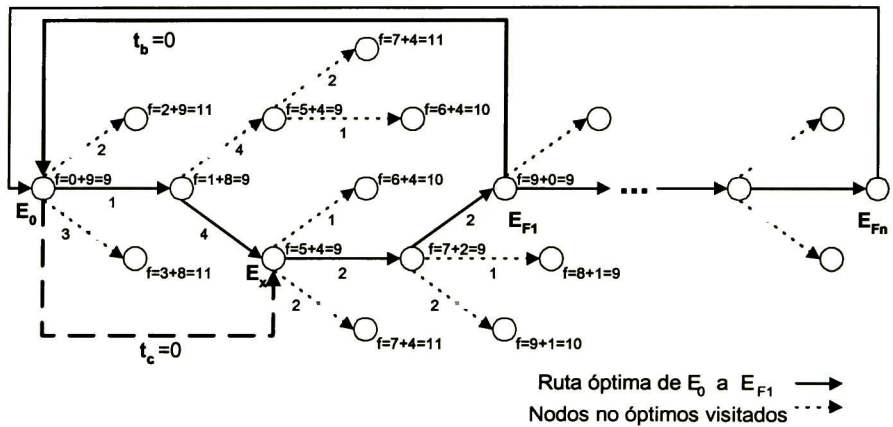 t_b=0
f=7+4=11
2
f=2+9=11
f=5+4=9
f=6+4=10
2
4
1
f=0+9=9
f=1+8=9
f=6+4=10
f=9+0=9
...
E_0
1
E_F1
E_Fn
3
4
1
2
f=3+8=11
E_x
f=5+4=9
2
f=7+2=9
1
f=8+1=9
2
2
f=7+4=11
f=9+1=10
t_c=0
Ruta óptima de E_0 a E_F1
Nodos no óptimos visitados